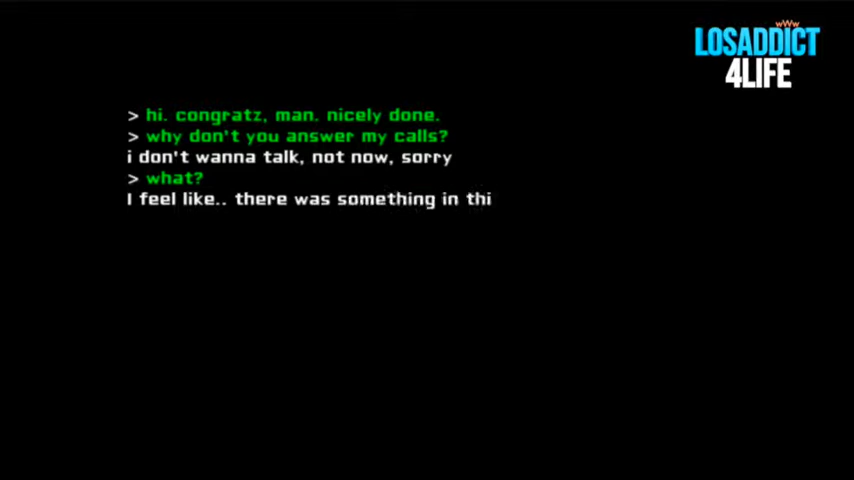 www
LOSADDICT
4LIFE
> hi. congratz, man. nicely done.
> why don't you answer my calls?
i don't wanna talk, not now, sorry
> what?
I feel like.. there was something in thi